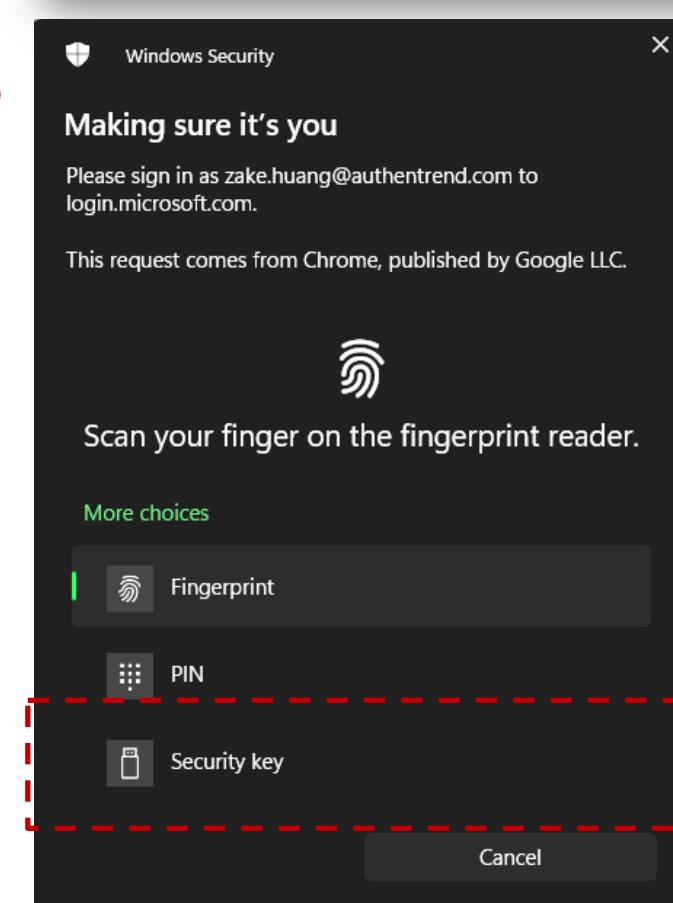 Windows Security
Making sure it's you
Please sign in as zake.huang@authentrend.com to
login.microsoft.com.
This request comes from Chrome, published by Google LLC.
Scan your finger on the fingerprint reader.
More choices
Fingerprint
PIN
Security key
Cancel